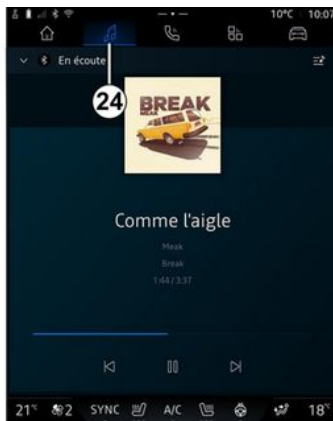 10°C 10:07
En écoute
24
BREAK
MEAK
Comme l'aigle
Meak
Break
1:44 / 3:37
21°C 2 SYNC A/C 18°